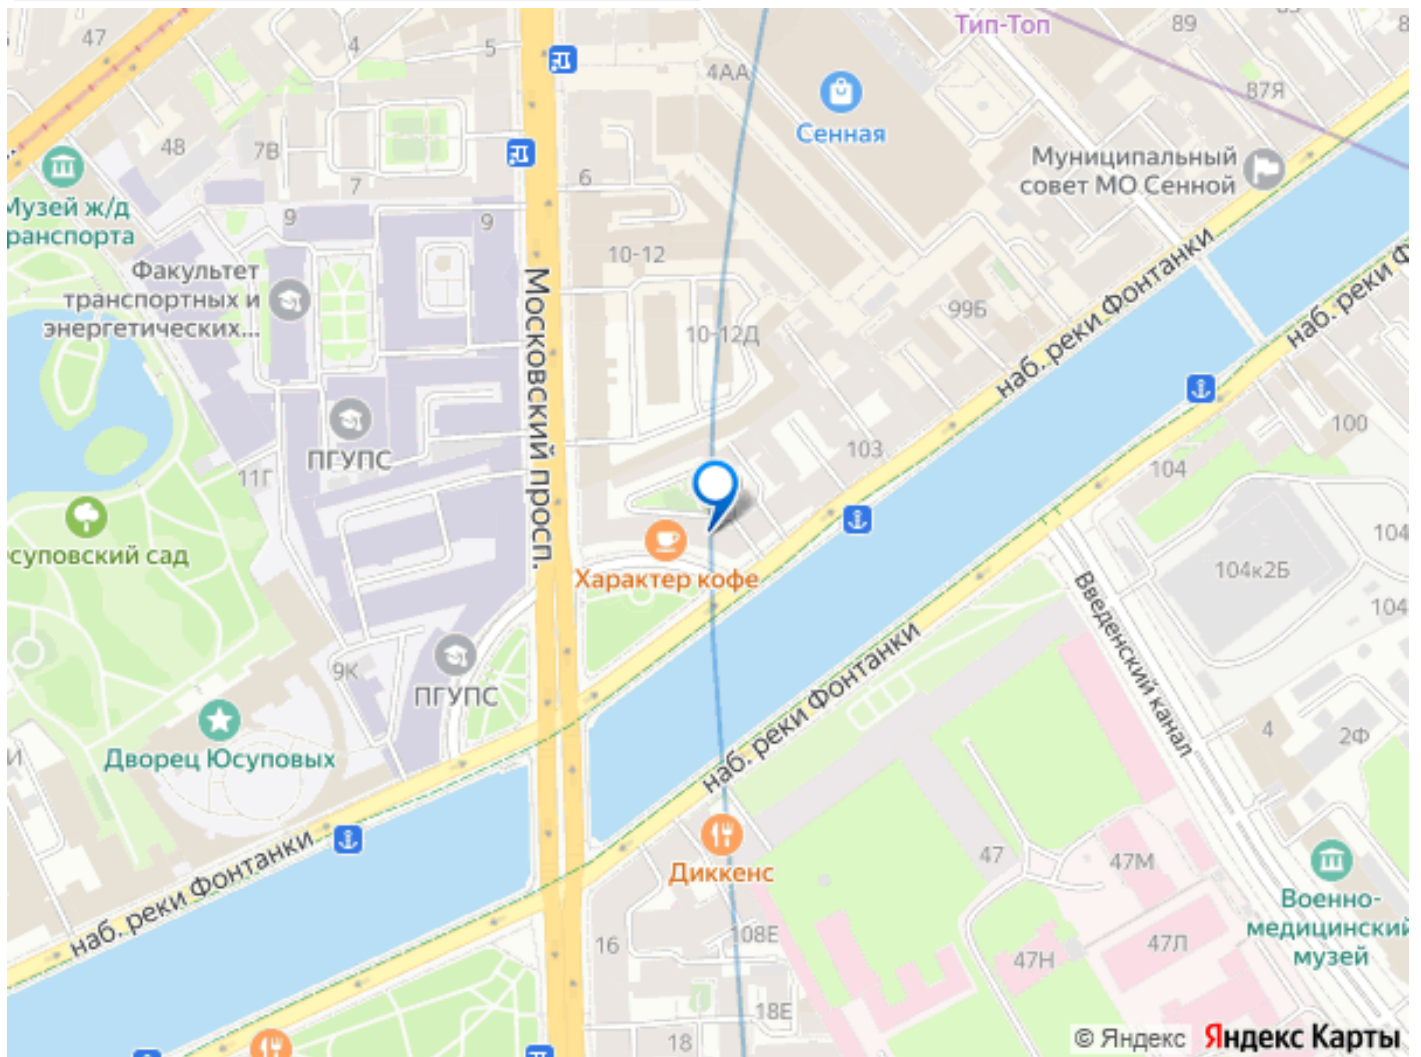 Тип-Топ
47
4
5
89
4АА
87Я
Сенная
Муниципальный
совет МО Сенной
48
7В
7
6
Музей ж/д
транспорта
9
9
10-12
Факультет
транспортных и
энергетических...
Московский просп.
10-12Д
99Б
наб. реки Фонтанки
наб. реки Ф
ПГУПС
11Г
103
100
104
104
104к2Б
104
суповский сад
Характер кофе
Введенский канал
9К
ПГУПС
наб. реки Фонтанки
Дворец Юсуповых
4
2Ф
наб. реки Фонтанки
Диккенс
47
47М
Военно-
медицинский
музей
16
108Е
47Н
47Л
18Е
18
© Яндекс Яндекс Карты